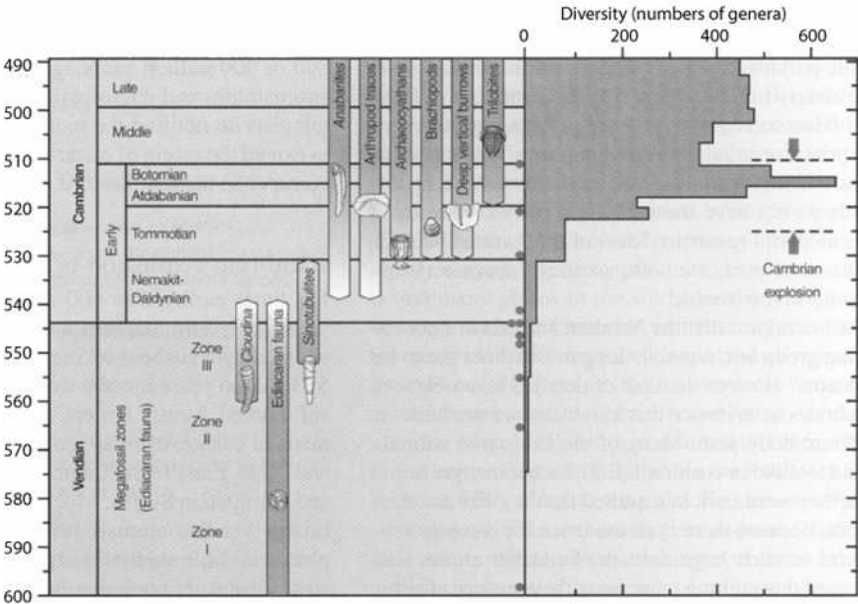 Diversity (numbers of genera)
0 200 400 600
490
500
510
520
530
540
550
560
570
580
590
600
Cambrian
Vendian
Late
Middle
Early
Botomian
Atdabanian
Tommotian
Nemakit-
Daldynian
Megafossil zones
(Ediacaran fauna)
Zone
III
Zone
II
Zone
I
Cloudina
Ediacaran fauna
Sinotubulites
Anabarites
Arthropod traces
Archaeocyathans
Brachiopods
Deep vertical burrows
Trilobites
Cambrian
explosion